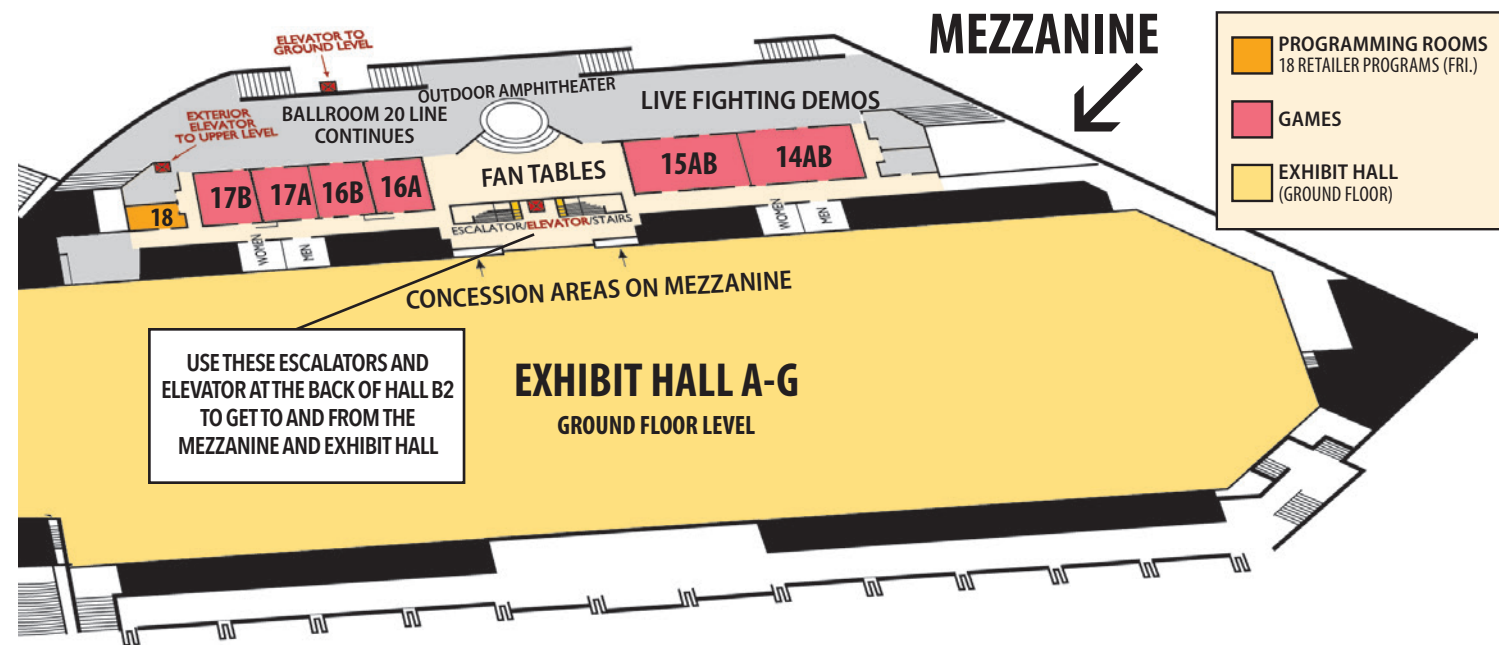 MEZZANINE
PROGRAMMING ROOMS
18 RETAILER PROGRAMS (FRI.)
GAMES
EXHIBIT HALL
(GROUND FLOOR)
ELEVATOR TO
GROUND LEVEL
EXTERIOR
ELEVATOR
TO UPPER LEVEL
BALLROOM 20 LINE
CONTINUES
OUTDOOR AMPHITHEATER
LIVE FIGHTING DEMOS
18
17B
17A
16B
16A
FAN TABLES
15AB
14AB
ESCALATOR/ELEVATOR/STAIRS
WOMEN
MEN
WOMEN
MEN
CONCESSION AREAS ON MEZZANINE
USE THESE ESCALATORS AND
ELEVATOR AT THE BACK OF HALL B2
TO GET TO AND FROM THE
MEZZANINE AND EXHIBIT HALL
EXHIBIT HALL A-G
GROUND FLOOR LEVEL